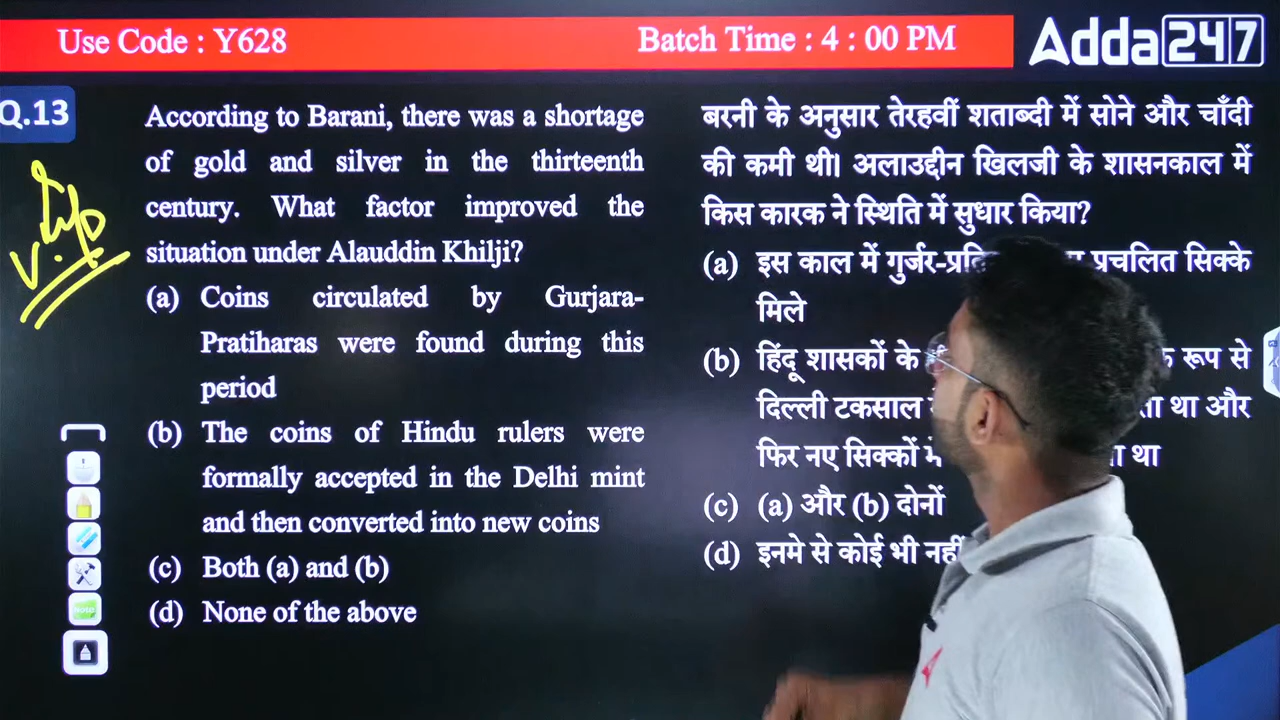 Use Code : Y628
Batch Time : 4 : 00 PM
Adda247
Q.13
According to Barani, there was a shortage
of gold and silver in the thirteenth
century. What factor improved the
situation under Alauddin Khilji?
(a) Coins circulated by Gurjara-
Pratiharas were found during this
period
(b) The coins of Hindu rulers were
formally accepted in the Delhi mint
and then converted into new coins
(c) Both (a) and (b)
(d) None of the above
बरनी के अनुसार तेरहवीं शताब्दी में सोने और चाँदी
की कमी थी। अलाउद्दीन खिलजी के शासनकाल में
किस कारक ने स्थिति में सुधार किया?
(a) इस काल में प्रचलित सिक्के
मिले
(b) हिंदू शासकों के रूप से
दिल्ली टकसाल था और
फिर नए सिक्कों था
(c) (a) और (b) दोनों
(d) इनमे से कोई भी नहीं